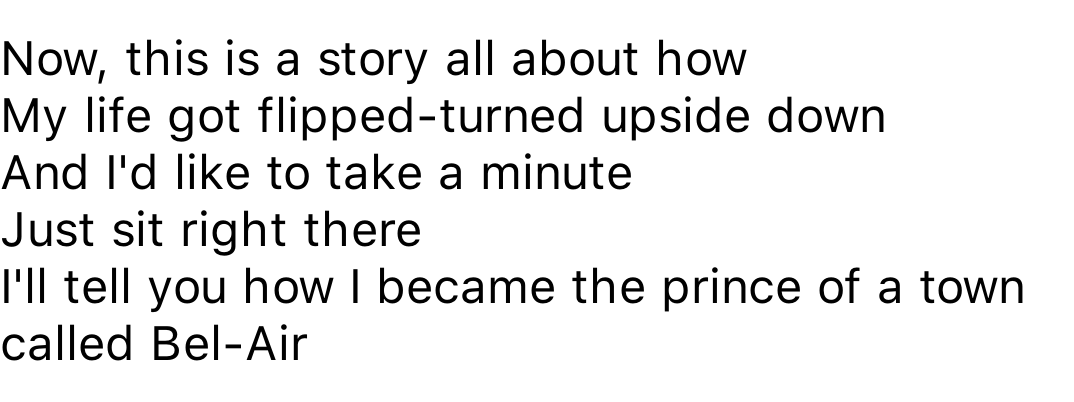 Now, this is a story all about how
My life got flipped-turned upside down
And I'd like to take a minute
Just sit right there
I'll tell you how I became the prince of a town
called Bel-Air